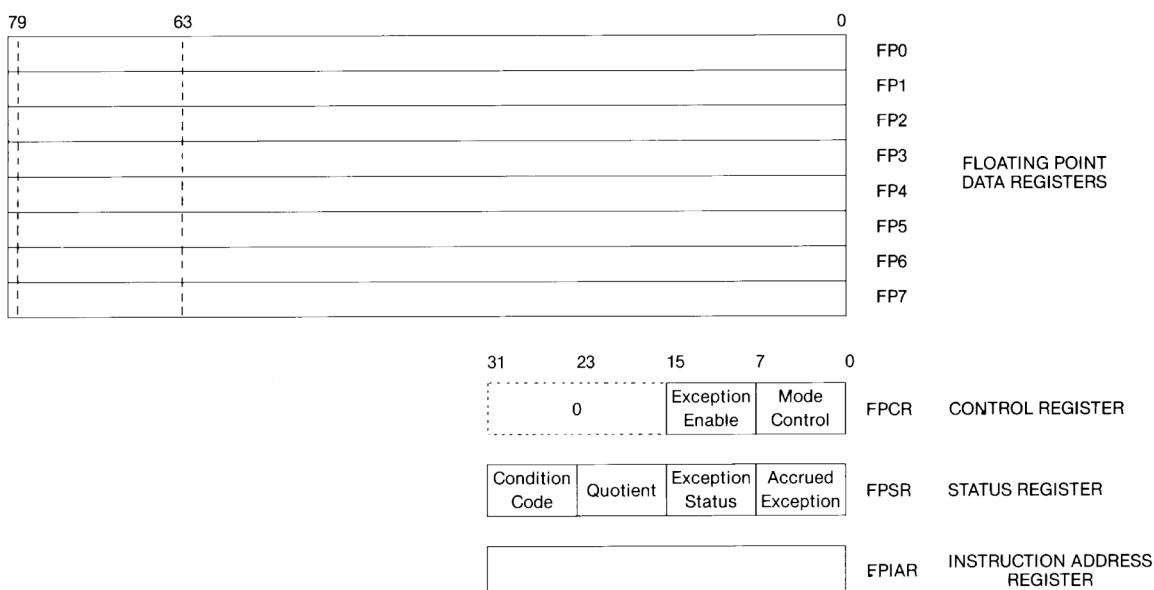 79 63 0
FP0
FP1
FP2
FP3
FP4
FP5
FP6
FP7
FLOATING POINT
DATA REGISTERS
31 23 15 7 0
0
Exception
Enable
Mode
Control
FPCR
CONTROL REGISTER
Condition
Code
Quotient
Exception
Status
Accrued
Exception
FPSR
STATUS REGISTER
FPIAR
INSTRUCTION ADDRESS
REGISTER